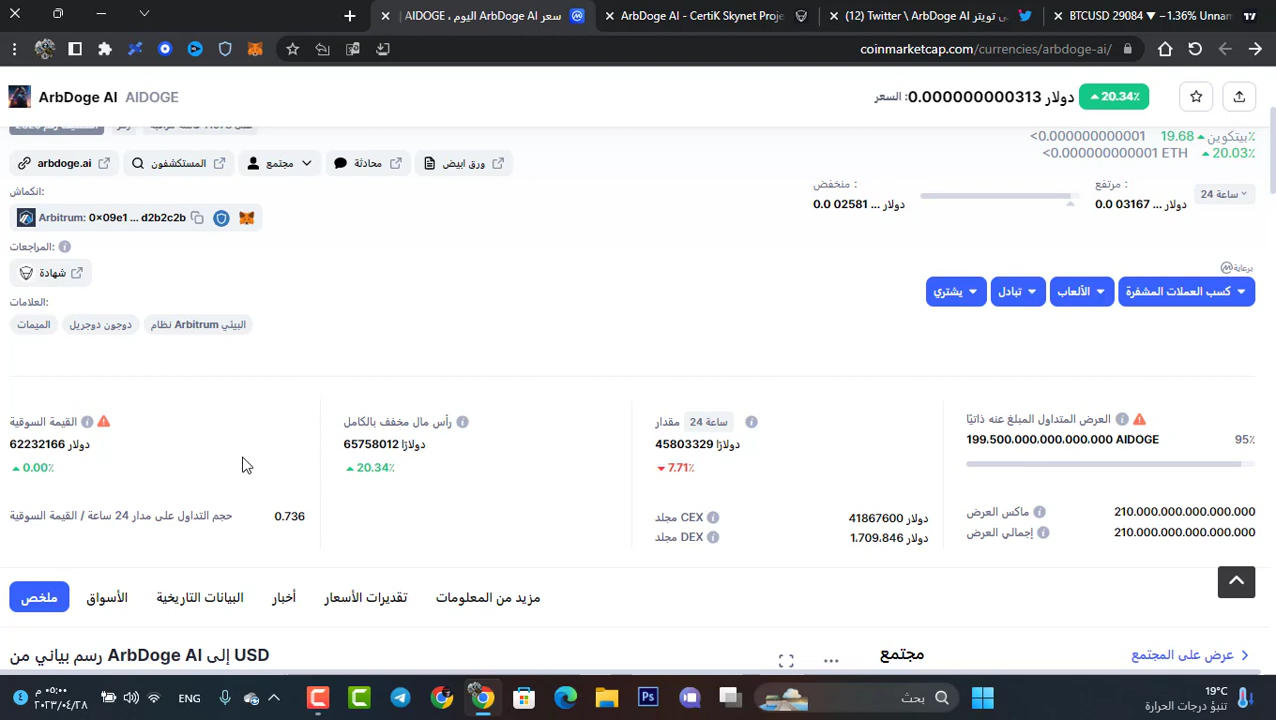 سعر ArbDoge AI اليوم ، AIDOGE |
ArbDoge AI - CertiK Skynet Proje
(12) Twitter \ ArbDoge AI على تويتر
BTCUSD 29084 ▼ −1.36% Unnam
coinmarketcap.com/currencies/arbdoge-ai/
ArbDoge AI AIDOGE
السعر :0.000000000313 دولار
20.34٪
<0.000000000001 بيتكوين 19.68٪
<0.000000000001 ETH 20.03٪
arbdoge.ai
المستكشفون
مجتمع
محادثة
ورق ابيض
منخفض :
0.0 02581 ... دولار
مرتفع :
0.0 03167 ... دولار
24 ساعة
انكماش:
Arbitrum: 0x09e1 ... d2b2c2b
المراجعات:
شهادة
برعاية
يشتري
تبادل
الألعاب
كسب العملات المشفرة
العلامات:
الميمات
دوجون دوجريل
نظام Arbitrum البيئي
القيمة السوقية
62232166 دولار
0.00٪
حجم التداول على مدار 24 ساعة / القيمة السوقية
0.736
رأس مال مخفف بالكامل
65758012 دولارًا
20.34٪
مقدار 24 ساعة
45803329 دولارًا
7.71٪
مجلد CEX
41867600 دولار
مجلد DEX
1.709.846 دولار
العرض المتداول المبلغ عنه ذاتيًا
199.500.000.000.000.000 AIDOGE
95٪
ماكس العرض
210.000.000.000.000.000
إجمالي العرض
210.000.000.000.000.000
ملخص
الأسواق
البيانات التاريخية
أخبار
تقديرات الأسعار
مزيد من المعلومات
رسم بياني من ArbDoge AI إلى USD
مجتمع
عرض على المجتمع
٠٥:٠٠ م
٢٠٢٣/٠٤/٢٨
ENG
بحث
19°C
تنبؤ درجات الحرارة